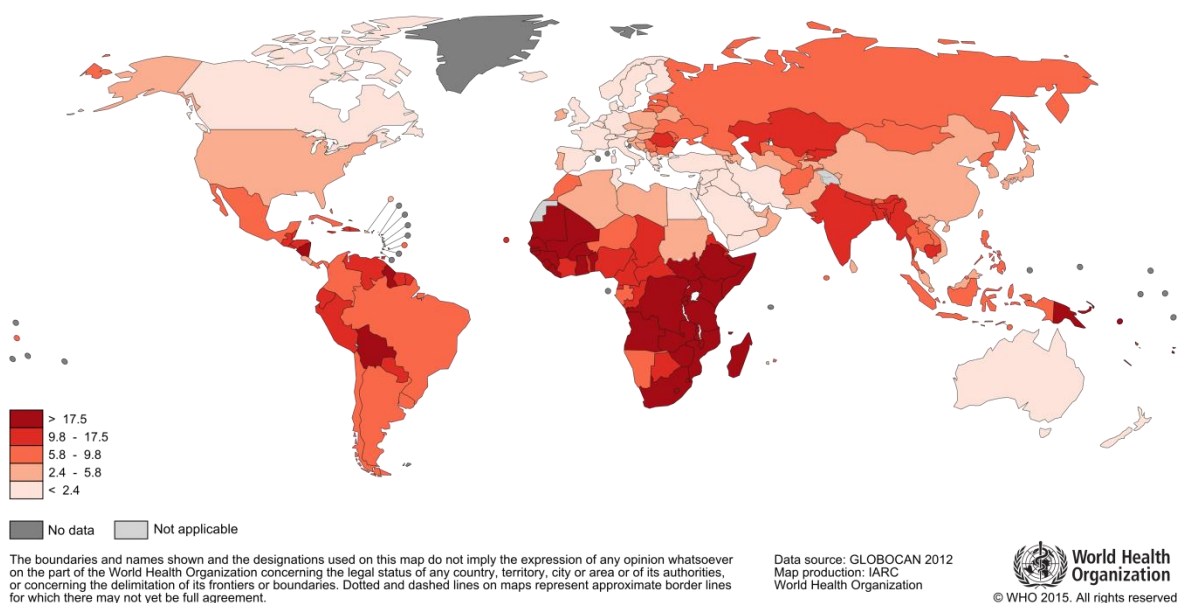 > 17.5
9.8 - 17.5
5.8 - 9.8
2.4 - 5.8
< 2.4
No data
Not applicable
The boundaries and names shown and the designations used on this map do not imply the expression of any opinion whatsoever
on the part of the World Health Organization concerning the legal status of any country, territory, city or area or of its authorities,
or concerning the delimitation of its frontiers or boundaries. Dotted and dashed lines on maps represent approximate border lines
for which there may not yet be full agreement.
Data source: GLOBOCAN 2012
Map production: IARC
World Health Organization
World Health
Organization
© WHO 2015. All rights reserved